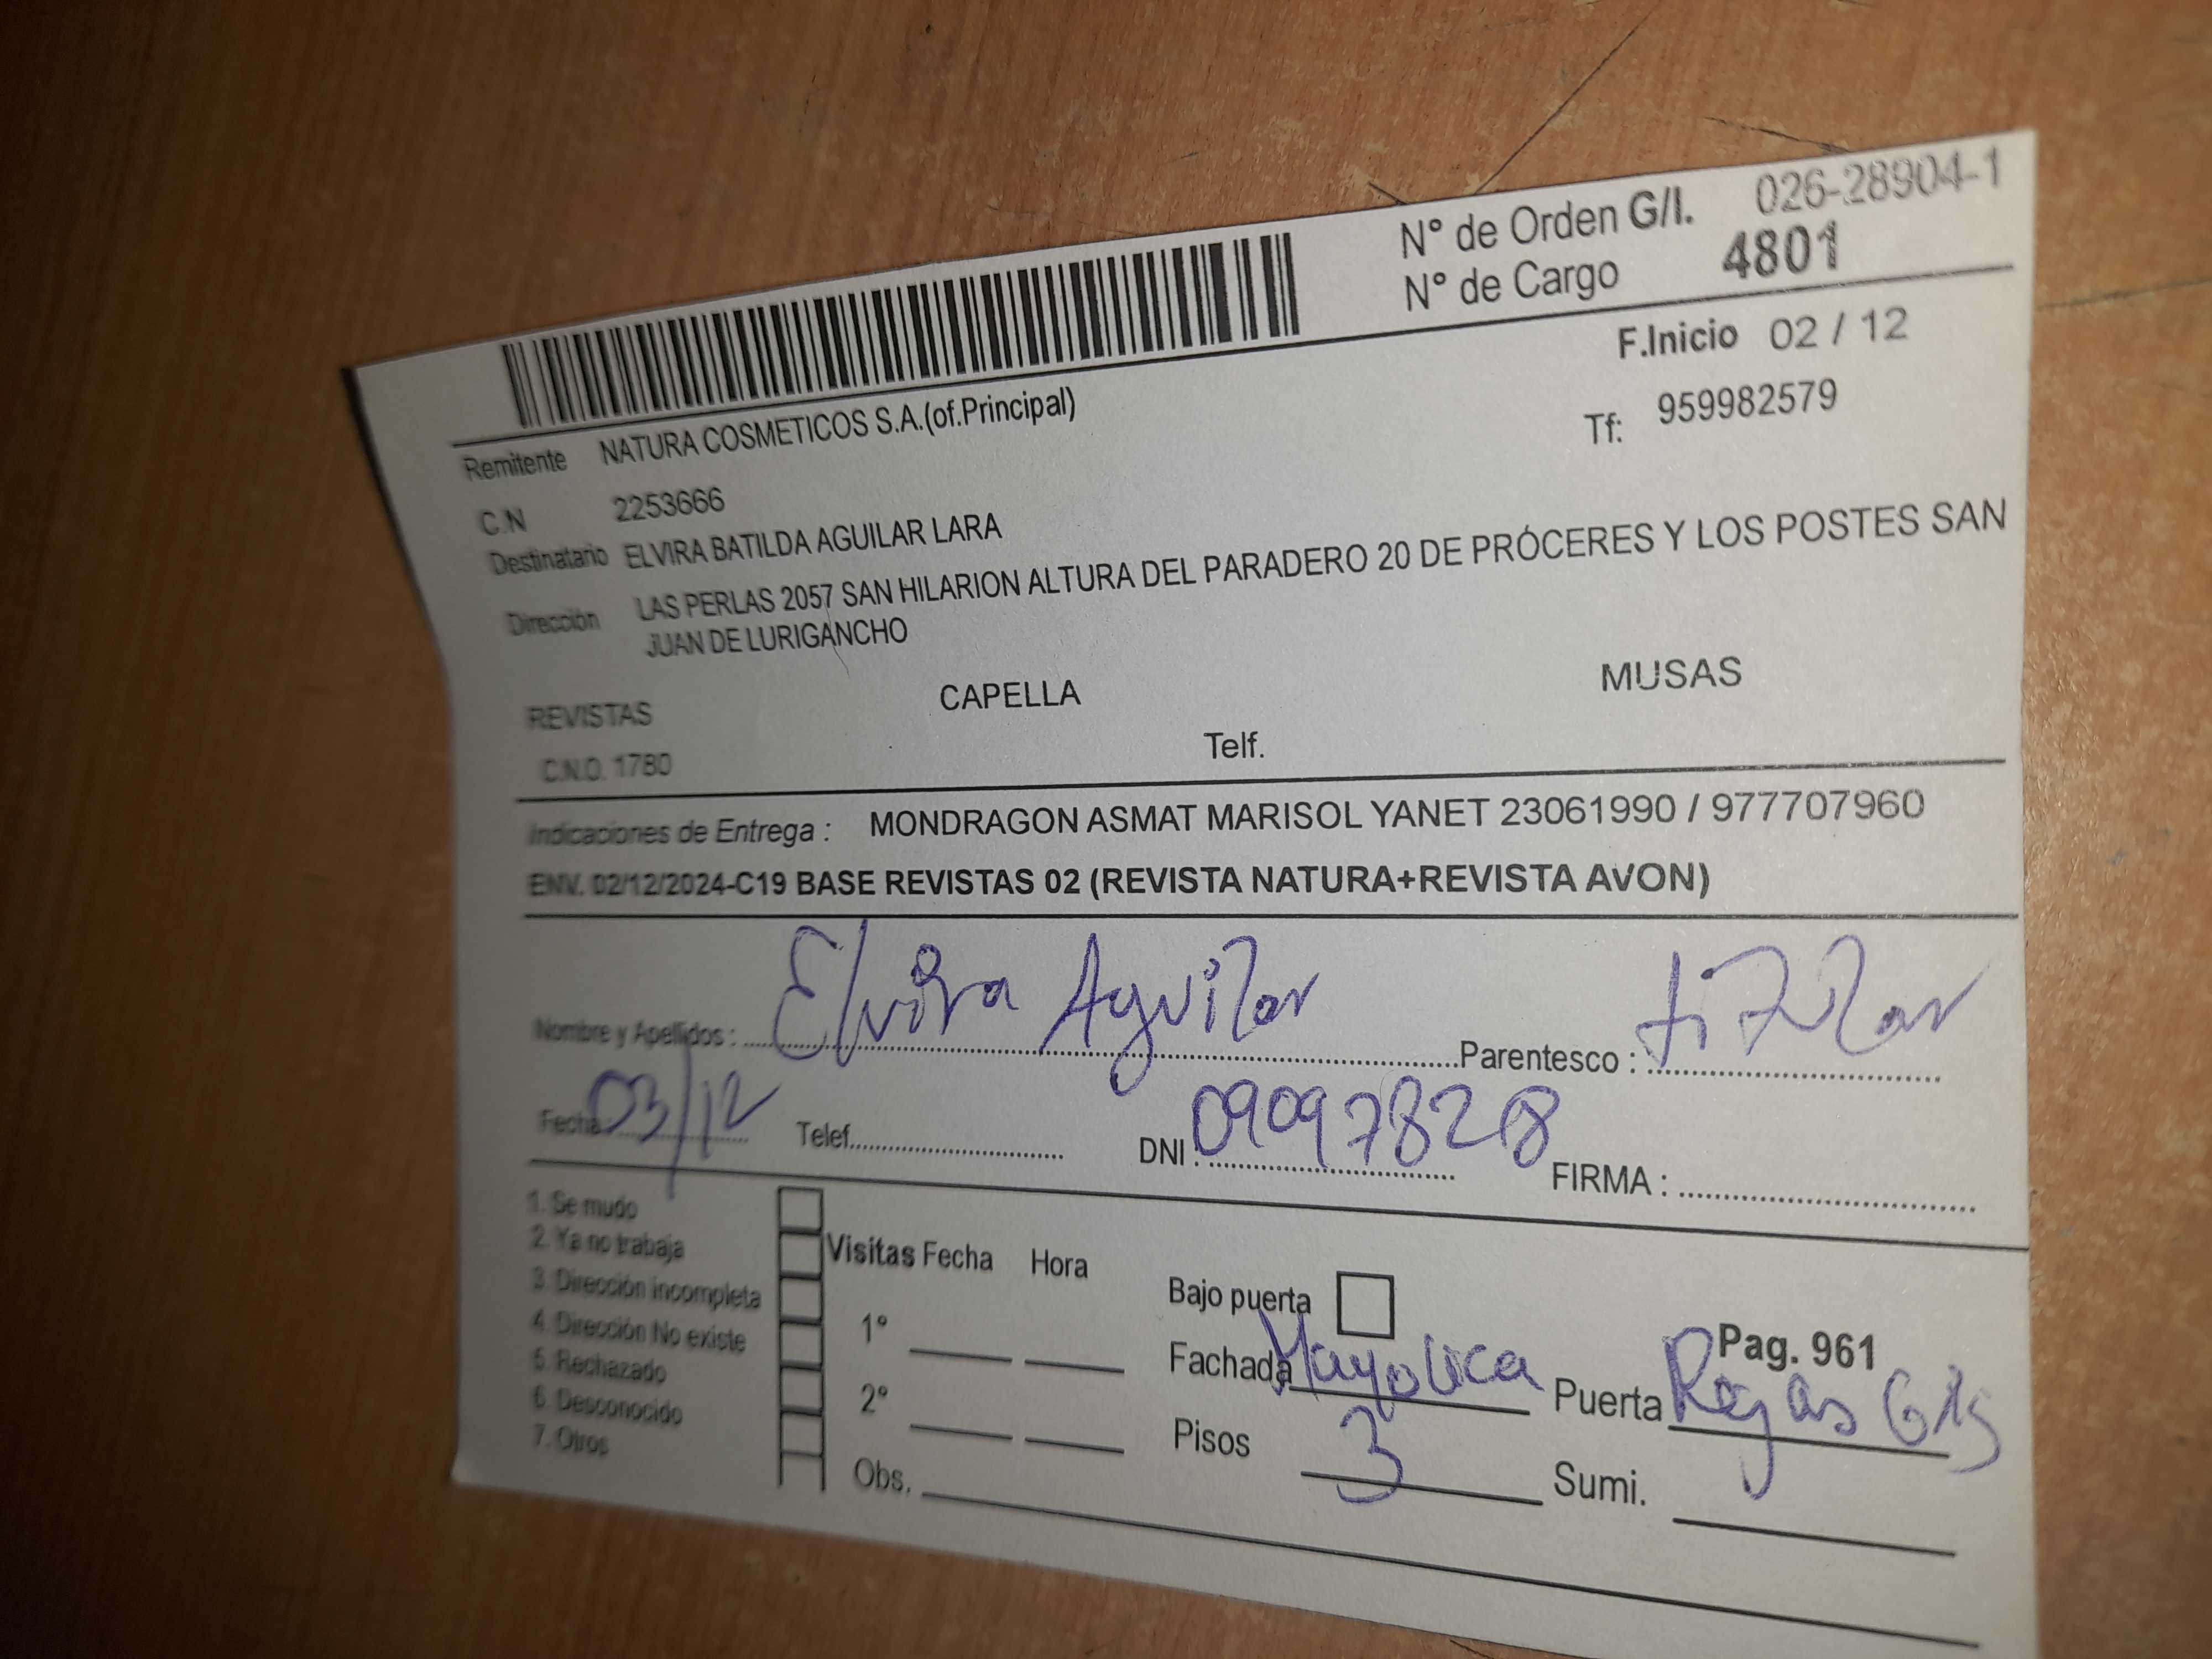 N° de Orden G/I. 026-28904-1
N° de Cargo 4801
F.Inicio 02 / 12
Remitente NATURA COSMETICOS S.A.(of.Principal)
Tf: 959982579
C.N 2253666
Destinatario ELVIRA BATILDA AGUILAR LARA
Dirección LAS PERLAS 2057 SAN HILARION ALTURA DEL PARADERO 20 DE PRÓCERES Y LOS POSTES SAN
JUAN DE LURIGANCHO
REVISTAS CAPELLA MUSAS
C.N.O. 1780 Telf.
Indicaciones de Entrega : MONDRAGON ASMAT MARISOL YANET 23061990 / 977707960
ENV. 02/12/2024-C19 BASE REVISTAS 02 (REVISTA NATURA+REVISTA AVON)
Nombre y Apellidos : Elvira Aguilar Parentesco : titular
Fecha: 03/12 Telef. DNI : 09097828 FIRMA :
1. Se mudo
2. Ya no trabaja
3. Dirección incompleta
4. Dirección No existe
5. Rechazado
6. Desconocido
7. Otros
Visitas Fecha Hora
1°
2°
Obs.
Bajo puerta
Pag. 961
Fachada Mayolica Puerta Rejas
Pisos 3 Sumi.